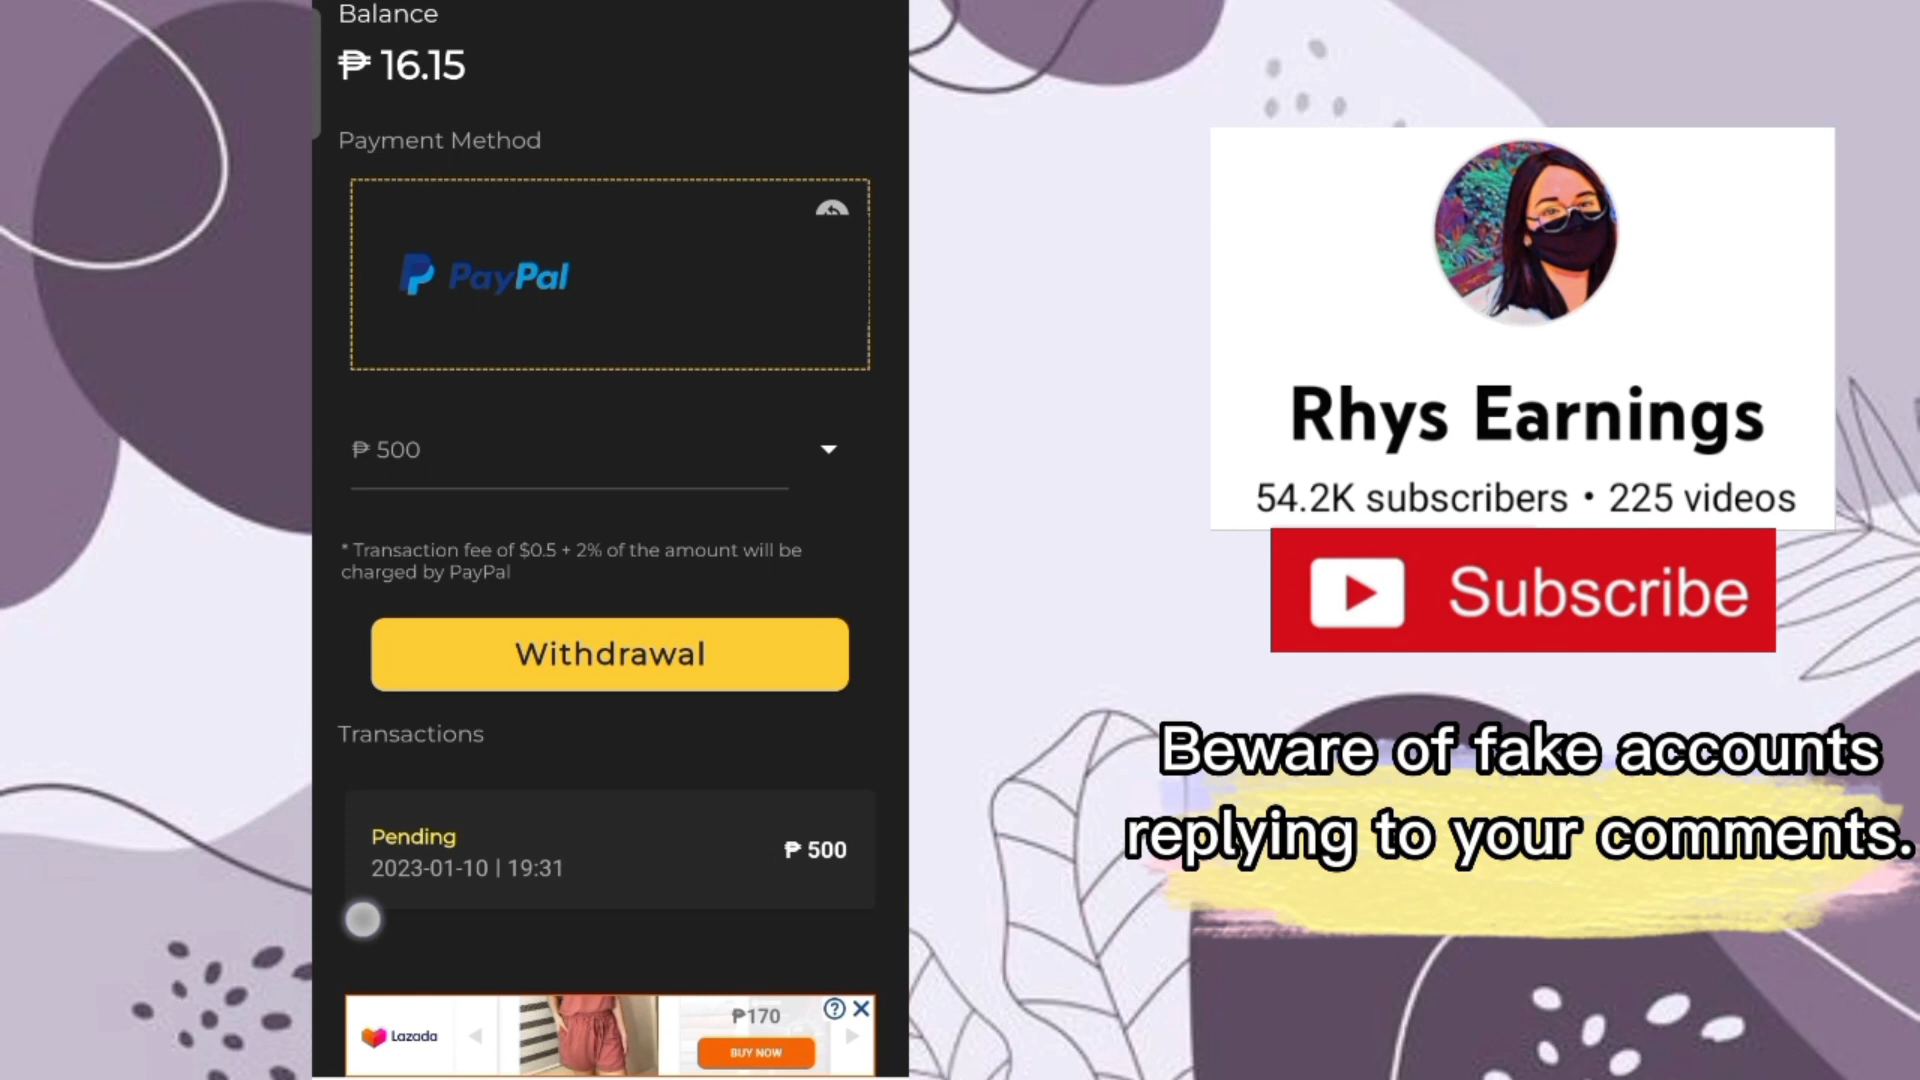 Balance
₱ 16.15
Payment Method
PayPal
₱ 500
* Transaction fee of $0.5 + 2% of the amount will be
charged by PayPal
Withdrawal
Transactions
Pending
2023-01-10 | 19:31
₱ 500
Lazada
₱170
BUY NOW
Rhys Earnings
54.2K subscribers • 225 videos
Subscribe
Beware of fake accounts
replying to your comments.